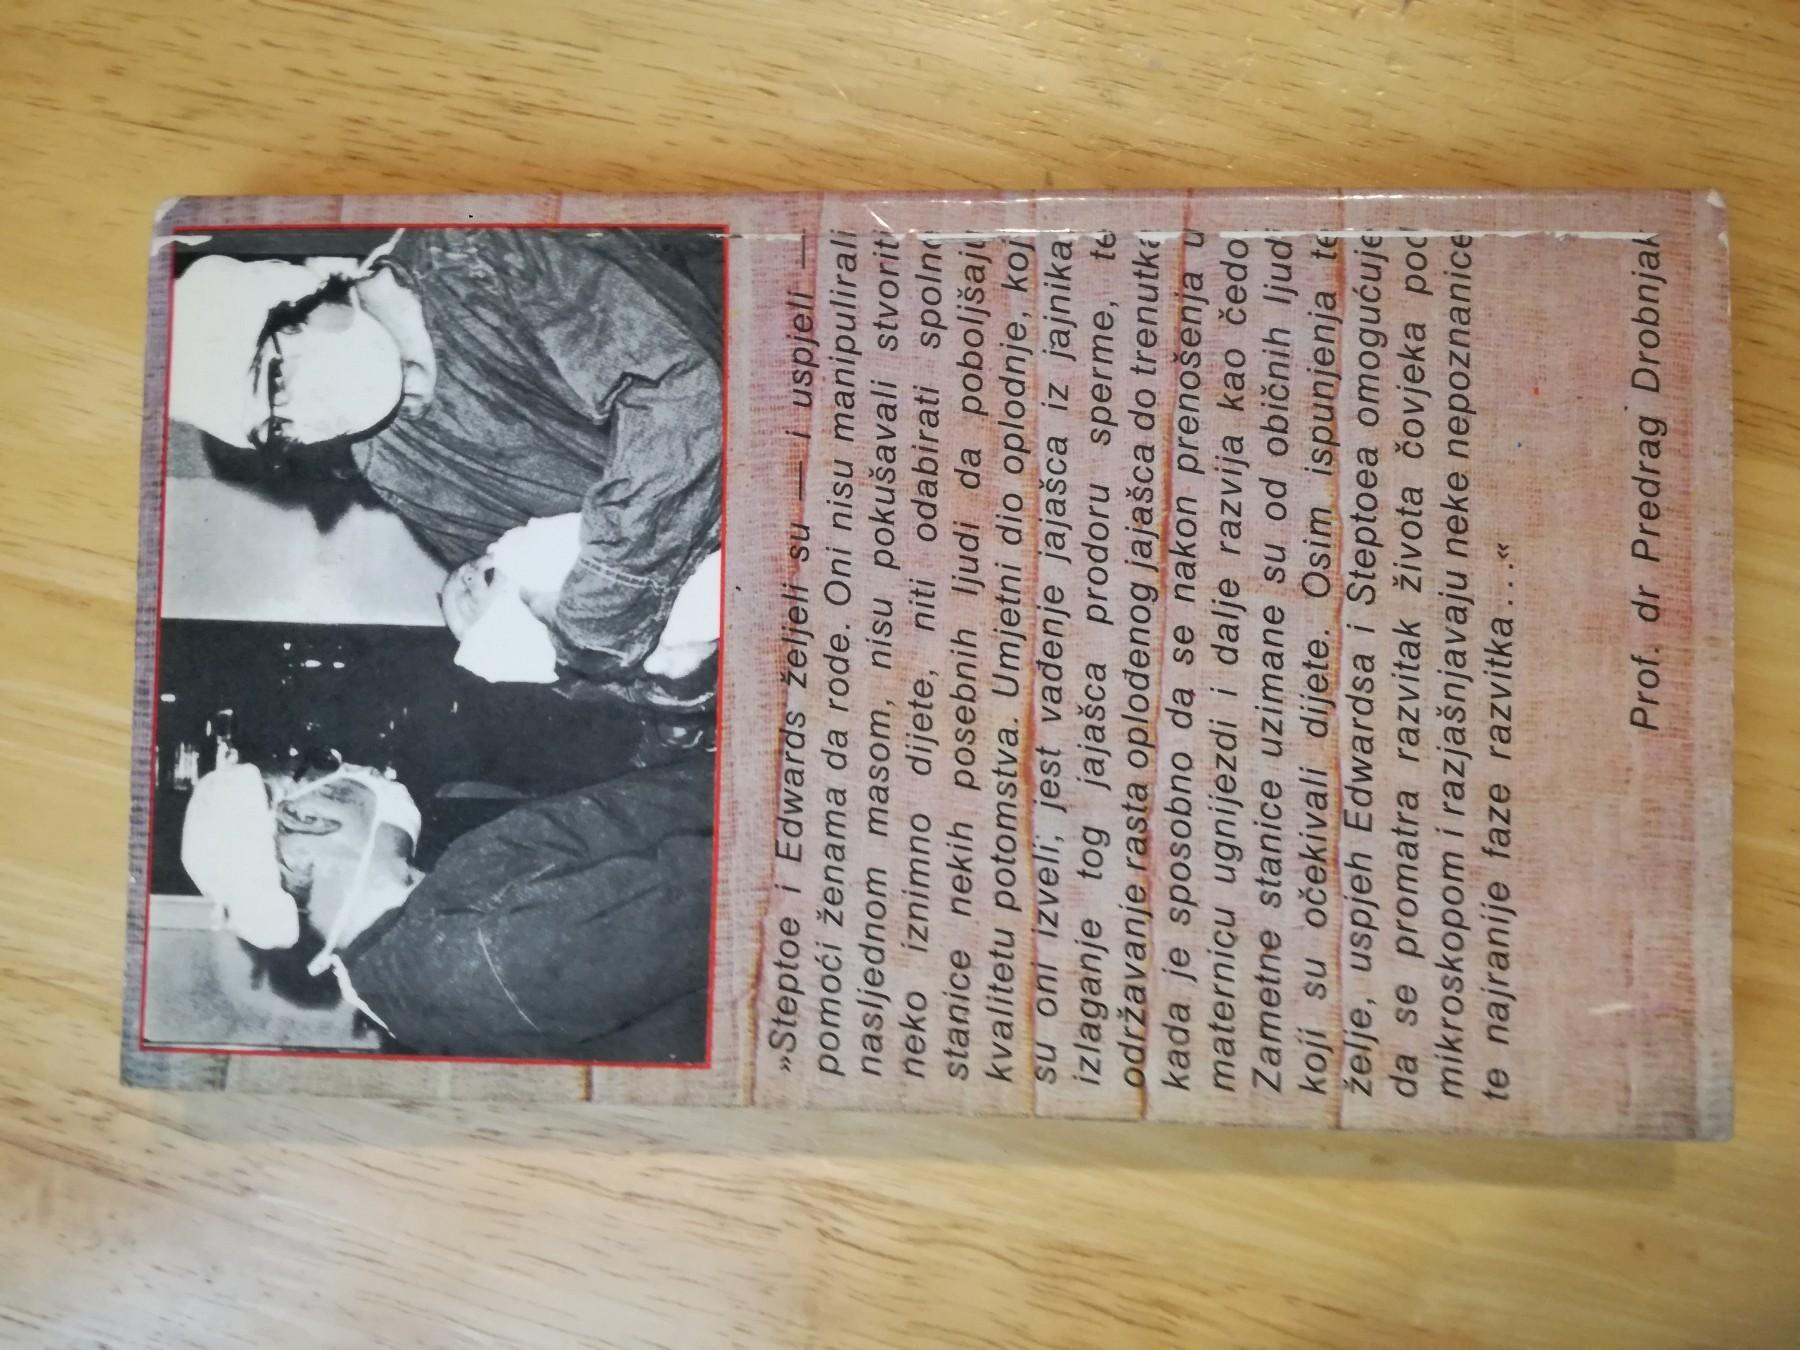 »Steptoe i Edwards željeli su — i uspjeli —
pomoći ženama da rode. Oni nisu manipulirali
nasljednom masom, nisu pokušavali stvoriti
neko iznimno dijete, niti odabirati spolne
stanice nekih posebnih ljudi da poboljšaju
kvalitetu potomstva. Umjetni dio oplodnje, koji
su oni izveli, jest vađenje jajašca iz jajnika,
izlaganje tog jajašca prodoru sperme, te
održavanje rasta oplođenog jajašca do trenutka
kada je sposobno da se nakon prenošenja u
maternicu ugnijezdi i dalje razvija kao čedo.
Zametne stanice uzimane su od običnih ljudi
koji su očekivali dijete. Osim ispunjenja te
želje, uspjeh Edwardsa i Steptoea omogućuje
da se promatra razvitak života čovjeka pod
mikroskopom i razjašnjavaju neke nepoznanice
te najranije faze razvitka...«
Prof. dr Predrag Drobnjak